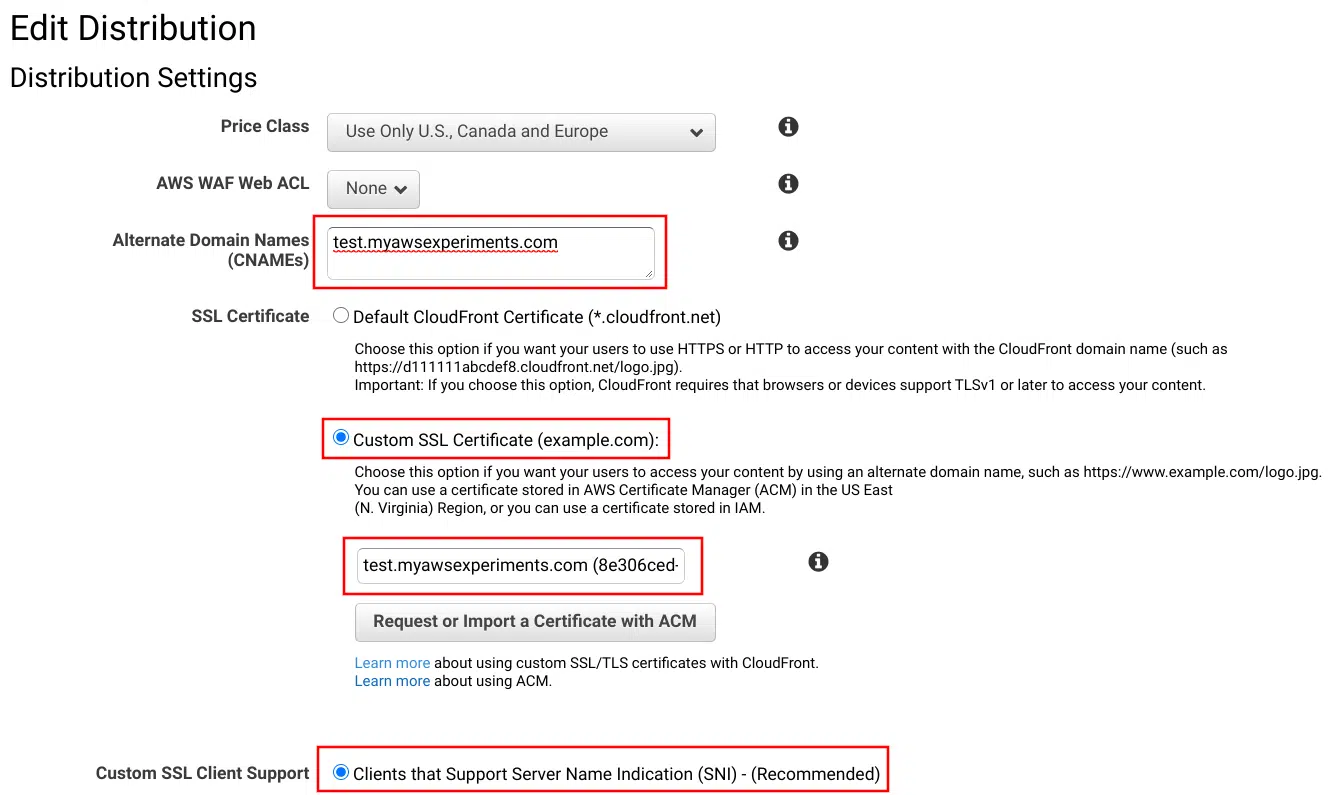 Edit Distribution
Distribution Settings
Price Class
Use Only U.S., Canada and Europe
AWS WAF Web ACL
None
Alternate Domain Names
(CNAMEs)
test.myawsexperiments.com
SSL Certificate
Default CloudFront Certificate (*.cloudfront.net)
Choose this option if you want your users to use HTTPS or HTTP to access your content with the CloudFront domain name (such as
https://d111111abcdef8.cloudfront.net/logo.jpg).
Important: If you choose this option, CloudFront requires that browsers or devices support TLSv1 or later to access your content.
Custom SSL Certificate (example.com):
Choose this option if you want your users to access your content by using an alternate domain name, such as https://www.example.com/logo.jpg.
You can use a certificate stored in AWS Certificate Manager (ACM) in the US East
(N. Virginia) Region, or you can use a certificate stored in IAM.
test.myawsexperiments.com (8e306ced-
Request or Import a Certificate with ACM
Learn more about using custom SSL/TLS certificates with CloudFront.
Learn more about using ACM.
Custom SSL Client Support
Clients that Support Server Name Indication (SNI) - (Recommended)